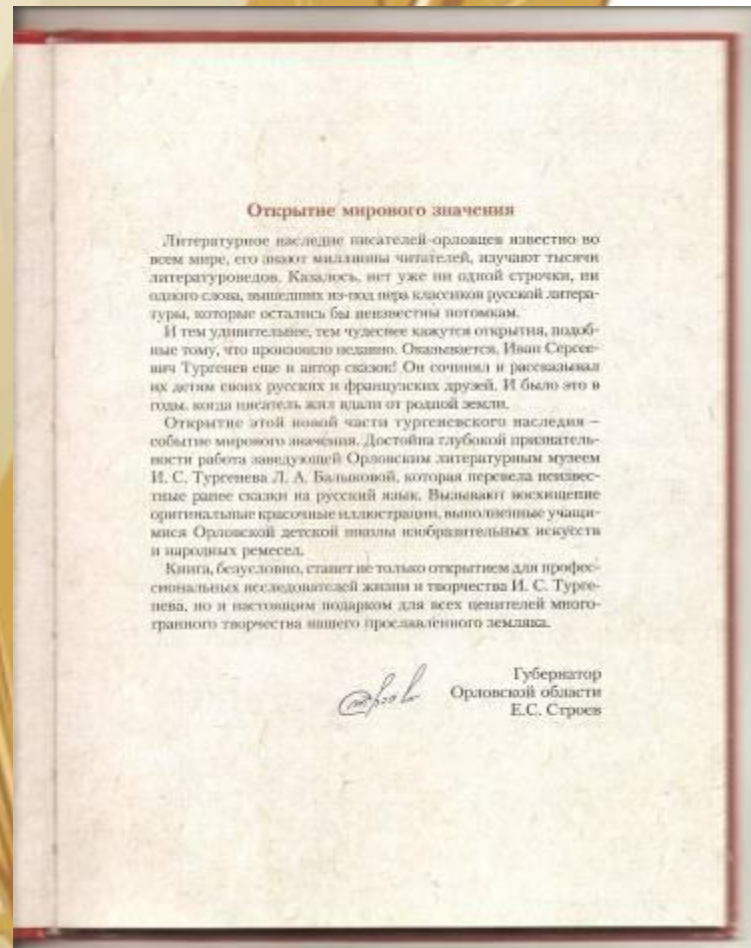 Открытие мирового значения
Литературное наследие писателей-орловцев известно во
всем мире, его знают миллионы читателей, изучают тысячи
литературоведов. Казалось, нет уже ни одной строчки, ни
одного слова, вышедших из-под пера классиков русской литера-
туры, которые остались бы неизвестны потомкам.
И тем удивительнее, тем чудеснее кажутся открытия, подоб-
ные тому, что произошло недавно. Оказывается, Иван Сергее-
вич Тургенев еще и автор сказок! Он сочинял и рассказывал
их детям своих русских и французских друзей. И было это в
годы, когда писатель жил вдали от родной земли.
Открытие этой новой части тургеневского наследия –
событие мирового значения. Достойна глубокой признатель-
ности работа заведующей Орловским литературным музеем
И. С. Тургенева Л. А. Балыковой, которая перевела неизвес-
тные ранее сказки на русский язык. Вызывают восхищение
оригинальные красочные иллюстрации, выполненные учащи-
мися Орловской детской школы изобразительных искусств
и народных ремесел.
Книга, безусловно, станет не только открытием для профес-
сиональных исследователей жизни и творчества И. С. Турге-
нева, но и настоящим подарком для всех ценителей много-
гранного творчества нашего прославленного земляка.
Губернатор
Орловской области
Е.С. Строев